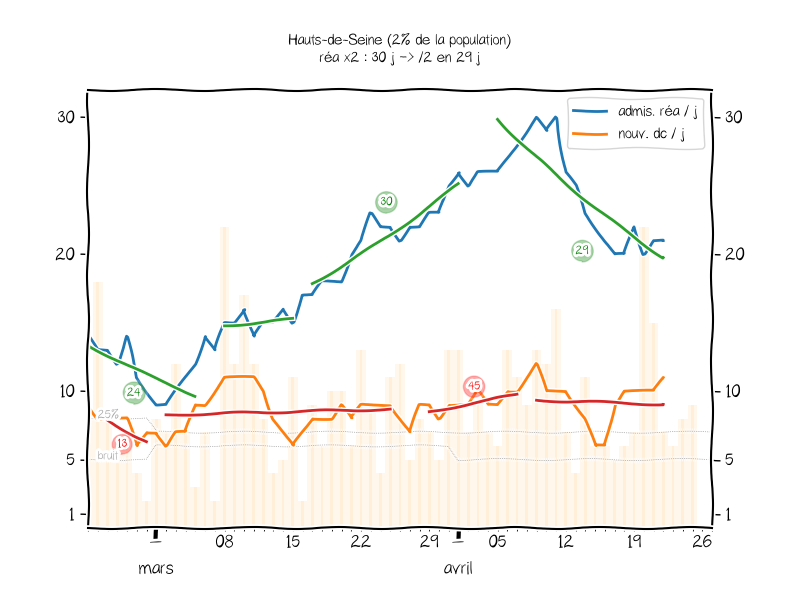 Hauts-de-Seine (2% de la population)
réa x2 : 30 j -> /2 en 29 j
admis. réa / j
nouv. dc / j
30
30
20
20
10
10
5
5
1
1
30
29
24
45
13
25%
bruit
1 08 15 22 29 1 05 12 19 26
mars avril